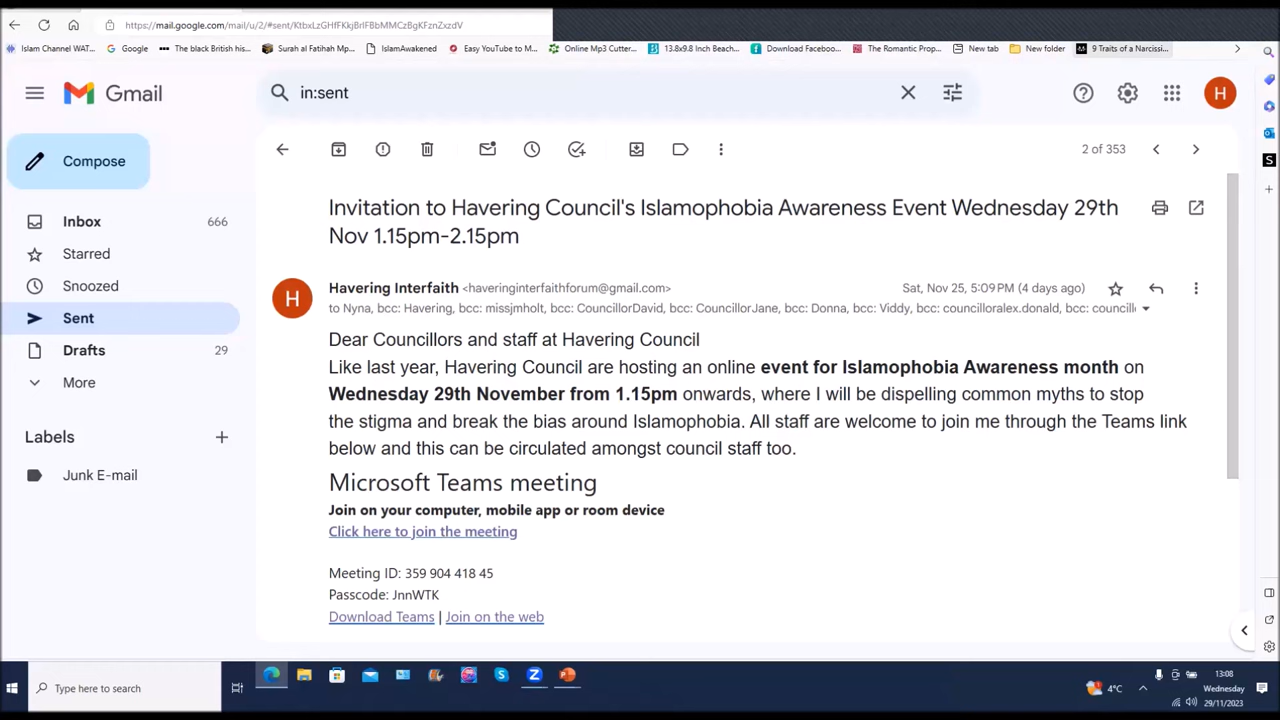 https://mail.google.com/mail/u/2/#sent/KtbxLzGHfFKkjBrlFBbMMCzBgKFznZxzdV
Islam Channel WAT... Google The black British his... Surah al Fatihah Mp... IslamAwakened Easy YouTube to M... Online Mp3 Cutter... 13.8x9.8 Inch Beach... Download Faceboo... The Romantic Prop... New tab New folder 9 Traits of a Narcissi...
Gmail
in:sent
H
Compose
2 of 353
Inbox 666
Starred
Snoozed
Sent
Drafts 29
More
Labels
Junk E-mail
Invitation to Havering Council's Islamophobia Awareness Event Wednesday 29th
Nov 1.15pm-2.15pm
H
Havering Interfaith <haveringinterfaithforum@gmail.com> Sat, Nov 25, 5:09 PM (4 days ago)
to Nyna, bcc: Havering, bcc: missjmholt, bcc: CouncillorDavid, bcc: CouncillorJane, bcc: Donna, bcc: Viddy, bcc: councilloralex.donald, bcc: councill
Dear Councillors and staff at Havering Council
Like last year, Havering Council are hosting an online event for Islamophobia Awareness month on
Wednesday 29th November from 1.15pm onwards, where I will be dispelling common myths to stop
the stigma and break the bias around Islamophobia. All staff are welcome to join me through the Teams link
below and this can be circulated amongst council staff too.
Microsoft Teams meeting
Join on your computer, mobile app or room device
Click here to join the meeting
Meeting ID: 359 904 418 45
Passcode: JnnWTK
Download Teams | Join on the web
Type here to search
4°C
13:08
Wednesday
29/11/2023